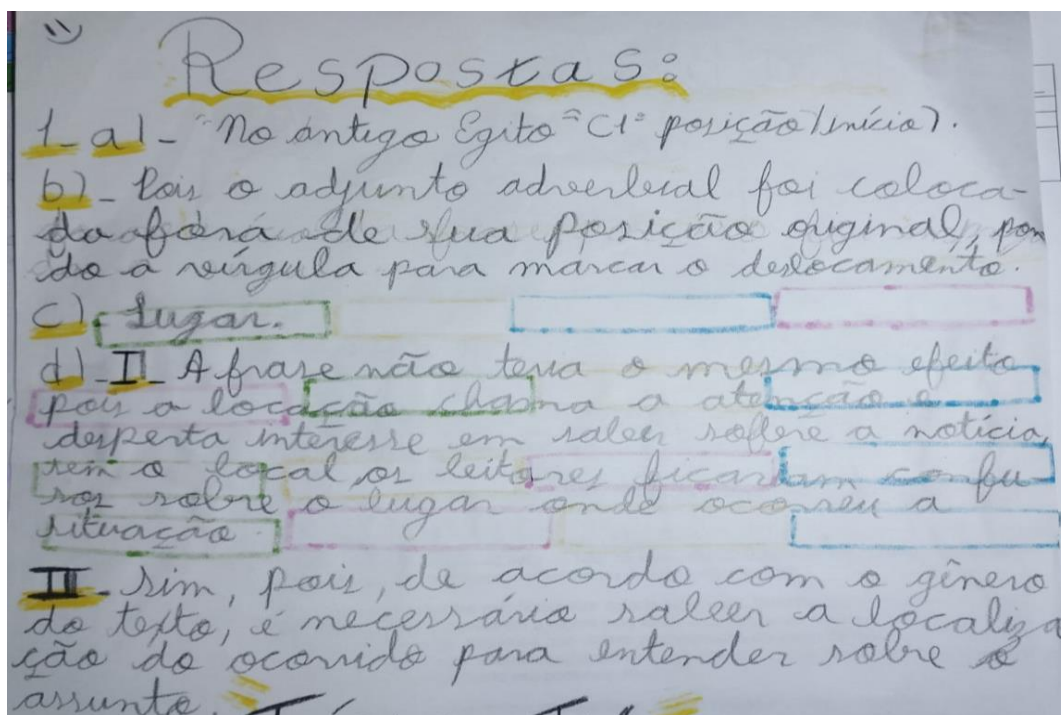 Respostas:
1- a) - "No antigo Egito" (1ª posição/início).
b) - Pois o adjunto adverbial foi coloca-
do fora de sua posição original, pon
do a vírgula para marcar o deslocamento.
c) - Lugar.
d) - II - A frase não teria o mesmo efeito
pois a locação chama a atenção e
desperta interesse em saber sobre a notícia,
sem o local, os leitores ficariam confu
sos sobre o lugar onde ocorreu a
situação.
III - Sim, pois, de acordo com o gênero
do texto, é necessário saber a localiza
ção do ocorrido para entender sobre o
assunto.